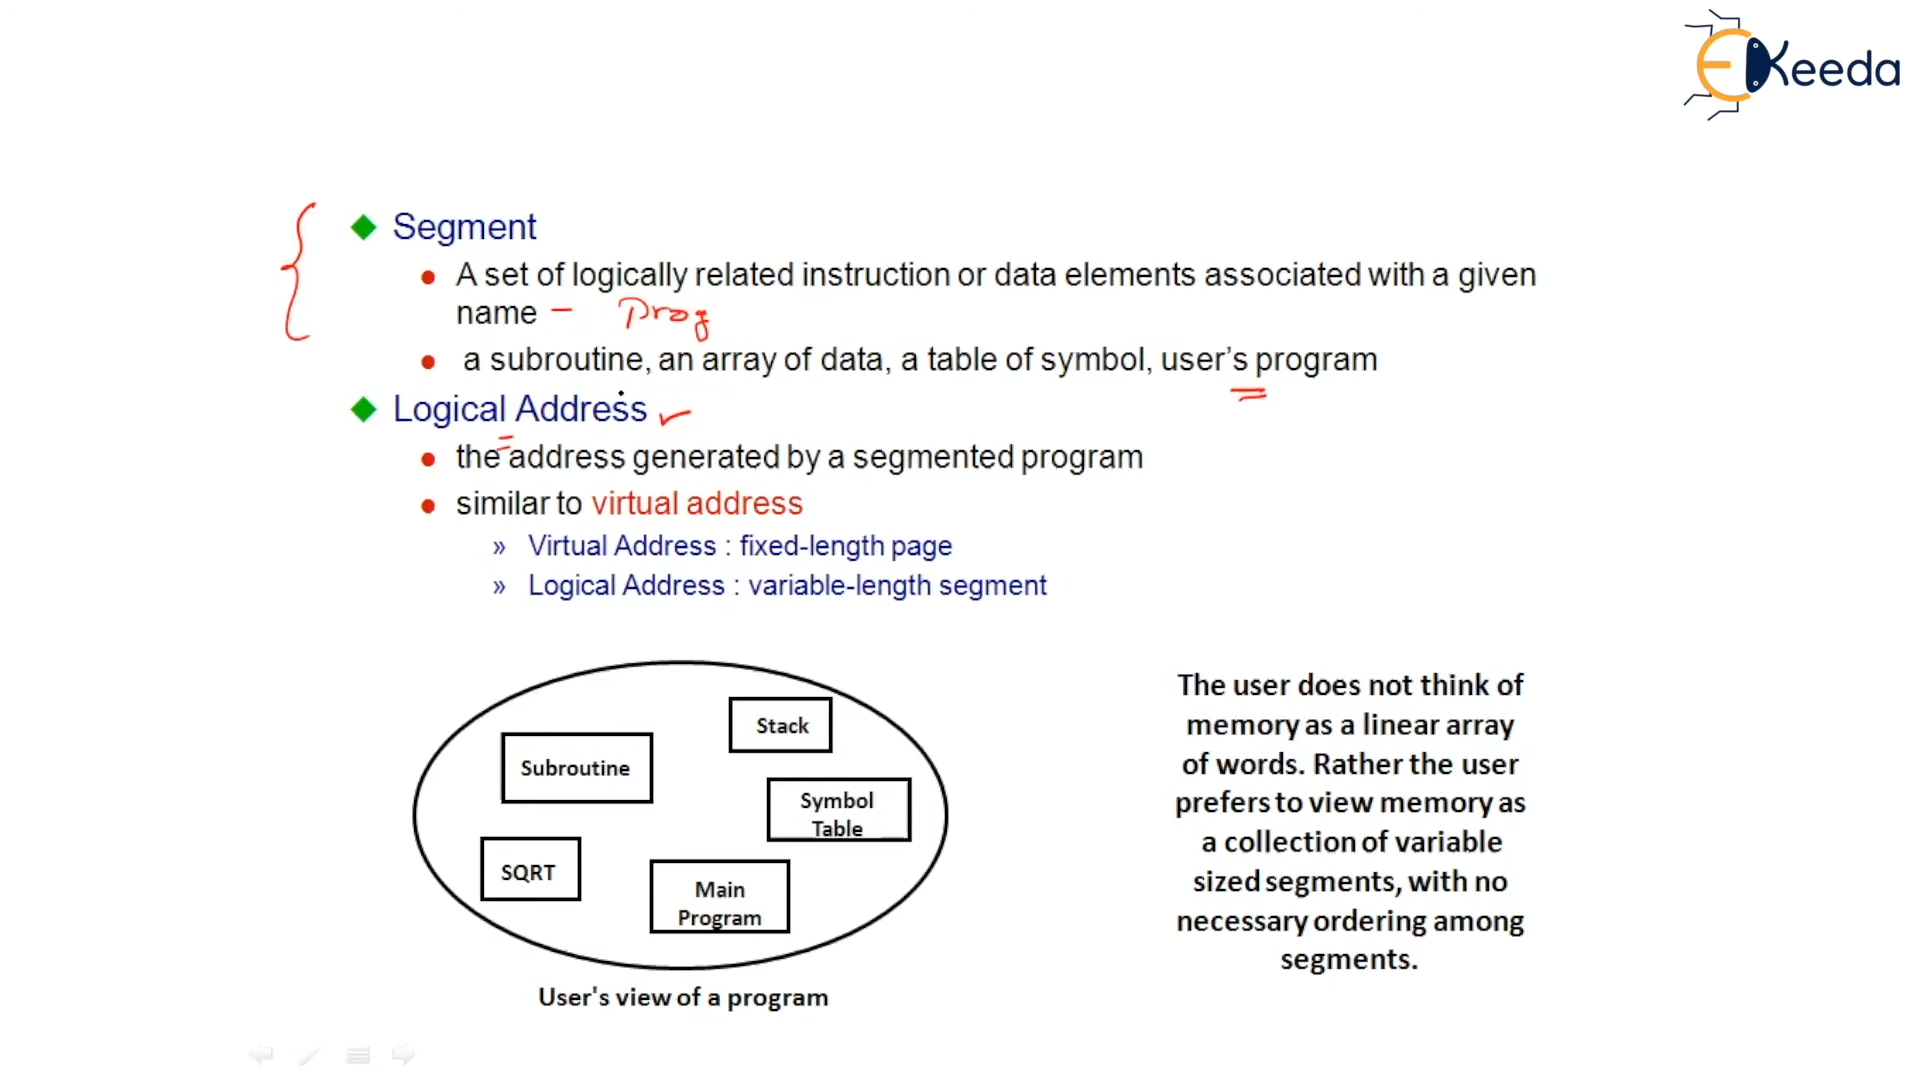 EKeeda
Segment
A set of logically related instruction or data elements associated with a given
name – Prog
a subroutine, an array of data, a table of symbol, user's program
Logical Address
the address generated by a segmented program
similar to virtual address
» Virtual Address : fixed-length page
» Logical Address : variable-length segment
Stack
Subroutine
Symbol
Table
SQRT
Main
Program
User's view of a program
The user does not think of
memory as a linear array
of words. Rather the user
prefers to view memory as
a collection of variable
sized segments, with no
necessary ordering among
segments.